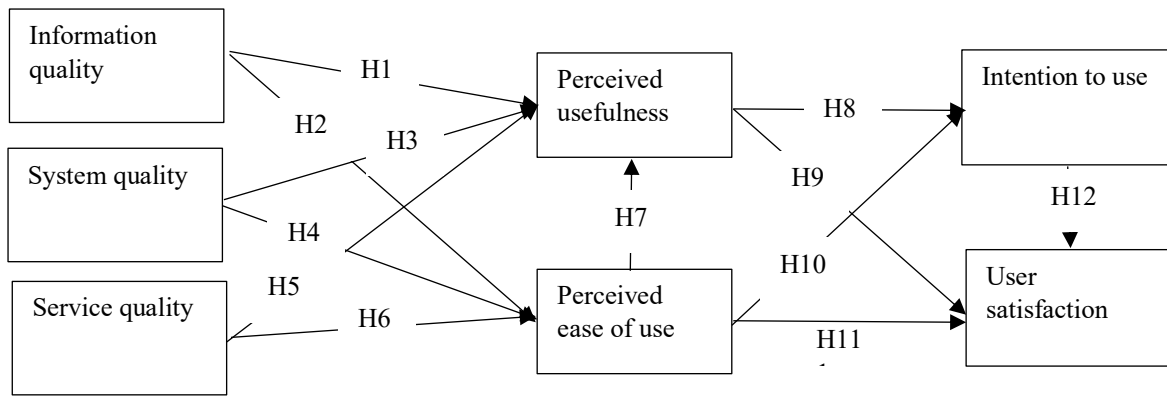 Information
quality
H1
H2
Perceived
usefulness
H8
Intention to use
H3
System quality
H9
H12
H4
H7
H5
H10
Service quality
H6
Perceived
ease of use
H11
User
satisfaction